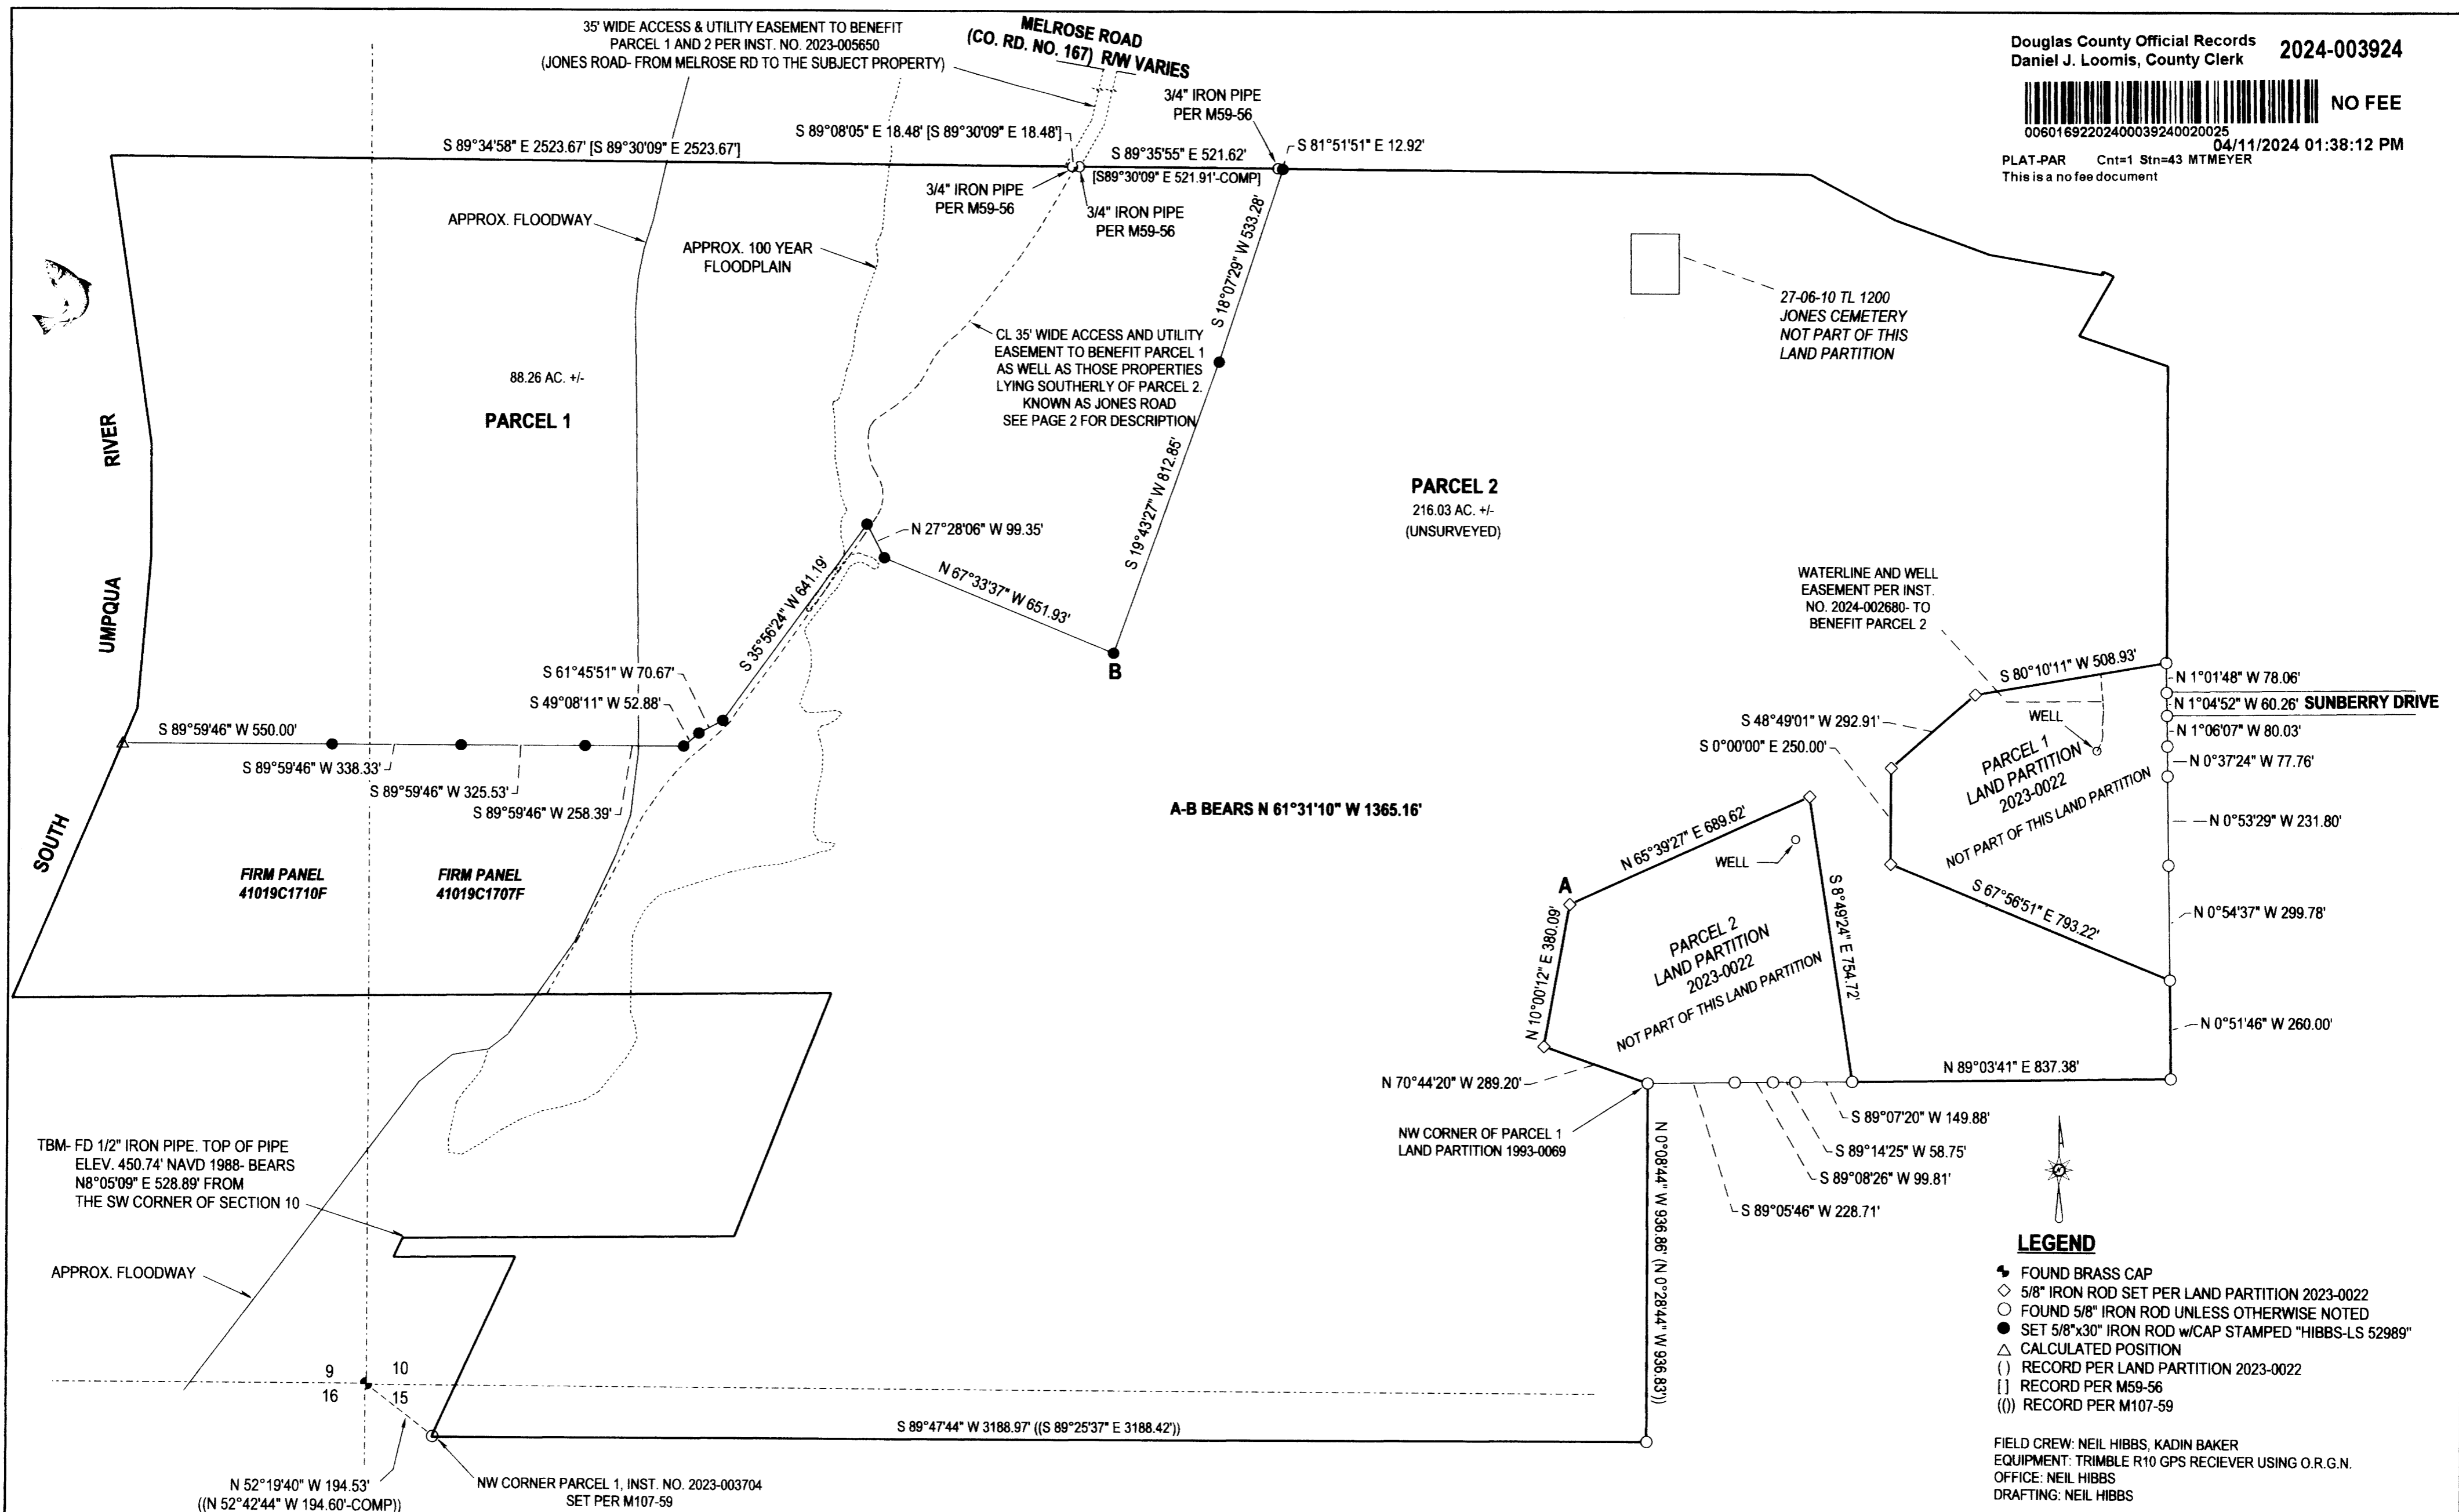 35' WIDE ACCESS & UTILITY EASEMENT TO BENEFIT
PARCEL 1 AND 2 PER INST. NO. 2023-005650
(JONES ROAD- FROM MELROSE RD TO THE SUBJECT PROPERTY)
MELROSE ROAD
(CO. RD. NO. 167) R/W VARIES
Douglas County Official Records
Daniel J. Loomis, County Clerk
2024-003924
NO FEE
00601692202400039240020025
04/11/2024 01:38:12 PM
PLAT-PAR Cnt=1 Stn=43 MTMEYER
This is a no fee document
3/4" IRON PIPE
PER M59-56
S 89°34'58" E 2523.67' [S 89°30'09" E 2523.67']
S 89°08'05" E 18.48' [S 89°30'09" E 18.48']
S 89°35'55" E 521.62'
[S89°30'09" E 521.91'-COMP]
S 81°51'51" E 12.92'
3/4" IRON PIPE
PER M59-56
3/4" IRON PIPE
PER M59-56
APPROX. FLOODWAY
APPROX. 100 YEAR
FLOODPLAIN
S 18°07'29" W 533.28'
27-06-10 TL 1200
JONES CEMETERY
NOT PART OF THIS
LAND PARTITION
CL 35' WIDE ACCESS AND UTILITY
EASEMENT TO BENEFIT PARCEL 1
AS WELL AS THOSE PROPERTIES
LYING SOUTHERLY OF PARCEL 2.
KNOWN AS JONES ROAD
SEE PAGE 2 FOR DESCRIPTION
88.26 AC. +/-
PARCEL 1
SOUTH
UMPQUA
RIVER
S 19°43'27" W 812.85'
PARCEL 2
216.03 AC. +/-
(UNSURVEYED)
N 27°28'06" W 99.35'
N 67°33'37" W 651.93'
S 35°56'24" W 641.19'
B
S 61°45'51" W 70.67'
S 49°08'11" W 52.88'
S 89°59'46" W 550.00'
S 89°59'46" W 338.33'
S 89°59'46" W 325.53'
S 89°59'46" W 258.39'
WATERLINE AND WELL
EASEMENT PER INST.
NO. 2024-002680- TO
BENEFIT PARCEL 2
S 80°10'11" W 508.93'
N 1°01'48" W 78.06'
N 1°04'52" W 60.26'
SUNBERRY DRIVE
N 1°06'07" W 80.03'
N 0°37'24" W 77.76'
N 0°53'29" W 231.80'
N 0°54'37" W 299.78'
N 0°51'46" W 260.00'
S 48°49'01" W 292.91'
S 0°00'00" E 250.00'
WELL
PARCEL 1
LAND PARTITION
2023-0022
NOT PART OF THIS LAND PARTITION
S 67°56'51" E 793.22'
A-B BEARS N 61°31'10" W 1365.16'
N 65°39'27" E 689.62'
WELL
A
S 8°49'24" E 754.72'
PARCEL 2
LAND PARTITION
2023-0022
NOT PART OF THIS LAND PARTITION
N 10°00'12" E 380.09'
N 70°44'20" W 289.20'
N 89°03'41" E 837.38'
FIRM PANEL
41019C1710F
FIRM PANEL
41019C1707F
NW CORNER OF PARCEL 1
LAND PARTITION 1993-0069
S 89°07'20" W 149.88'
S 89°14'25" W 58.75'
S 89°08'26" W 99.81'
S 89°05'46" W 228.71'
N 0°08'44" W 936.86' (N 0°28'44" W 936.83'))
TBM- FD 1/2" IRON PIPE. TOP OF PIPE
ELEV. 450.74' NAVD 1988- BEARS
N8°05'09" E 528.89' FROM
THE SW CORNER OF SECTION 10
APPROX. FLOODWAY
9
10
16
15
S 89°47'44" W 3188.97' ((S 89°25'37" E 3188.42'))
N 52°19'40" W 194.53'
((N 52°42'44" W 194.60'-COMP))
NW CORNER PARCEL 1, INST. NO. 2023-003704
SET PER M107-59
LEGEND
FOUND BRASS CAP
5/8" IRON ROD SET PER LAND PARTITION 2023-0022
FOUND 5/8" IRON ROD UNLESS OTHERWISE NOTED
SET 5/8"x30" IRON ROD w/CAP STAMPED "HIBBS-LS 52989"
CALCULATED POSITION
( ) RECORD PER LAND PARTITION 2023-0022
[ ] RECORD PER M59-56
(()) RECORD PER M107-59
FIELD CREW: NEIL HIBBS, KADIN BAKER
EQUIPMENT: TRIMBLE R10 GPS RECIEVER USING O.R.G.N.
OFFICE: NEIL HIBBS
DRAFTING: NEIL HIBBS